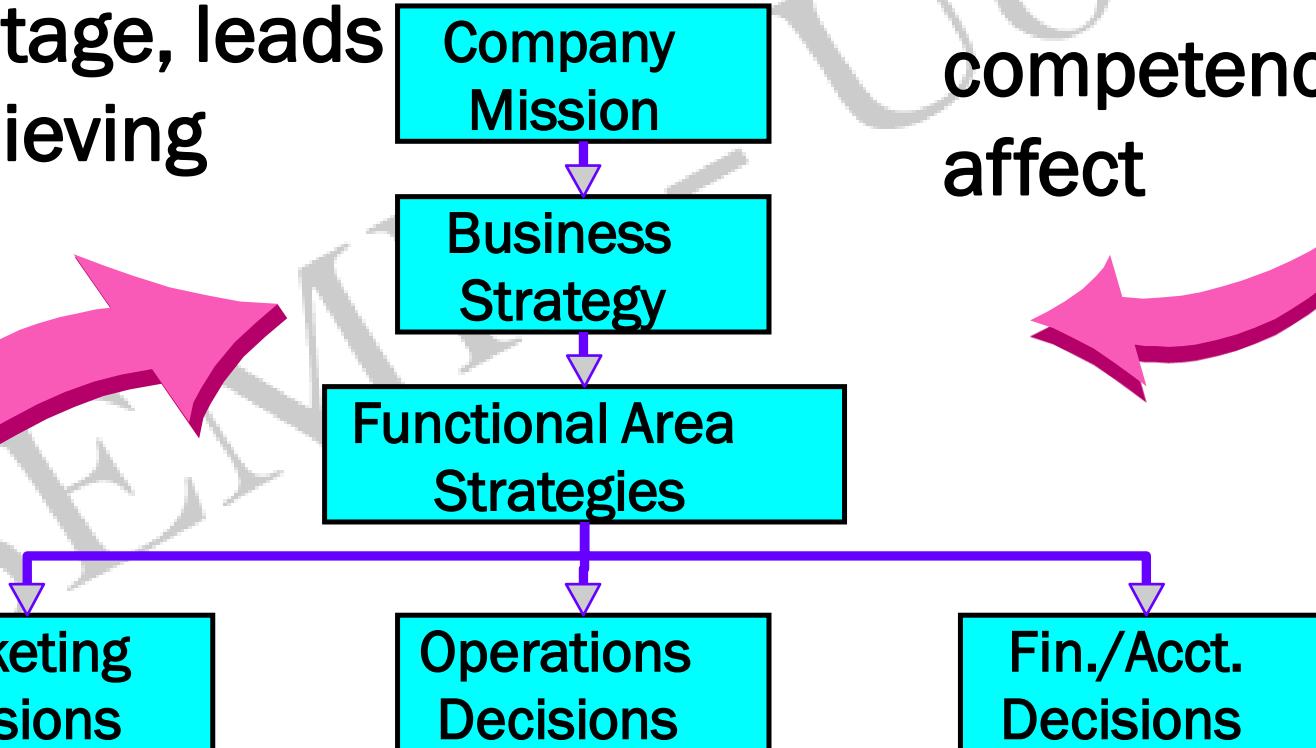 tage, leads
ieving
Company
Mission
competenc
affect
Business
Strategy
Functional Area
Strategies
keting
sions
Operations
Decisions
Fin./Acct.
Decisions